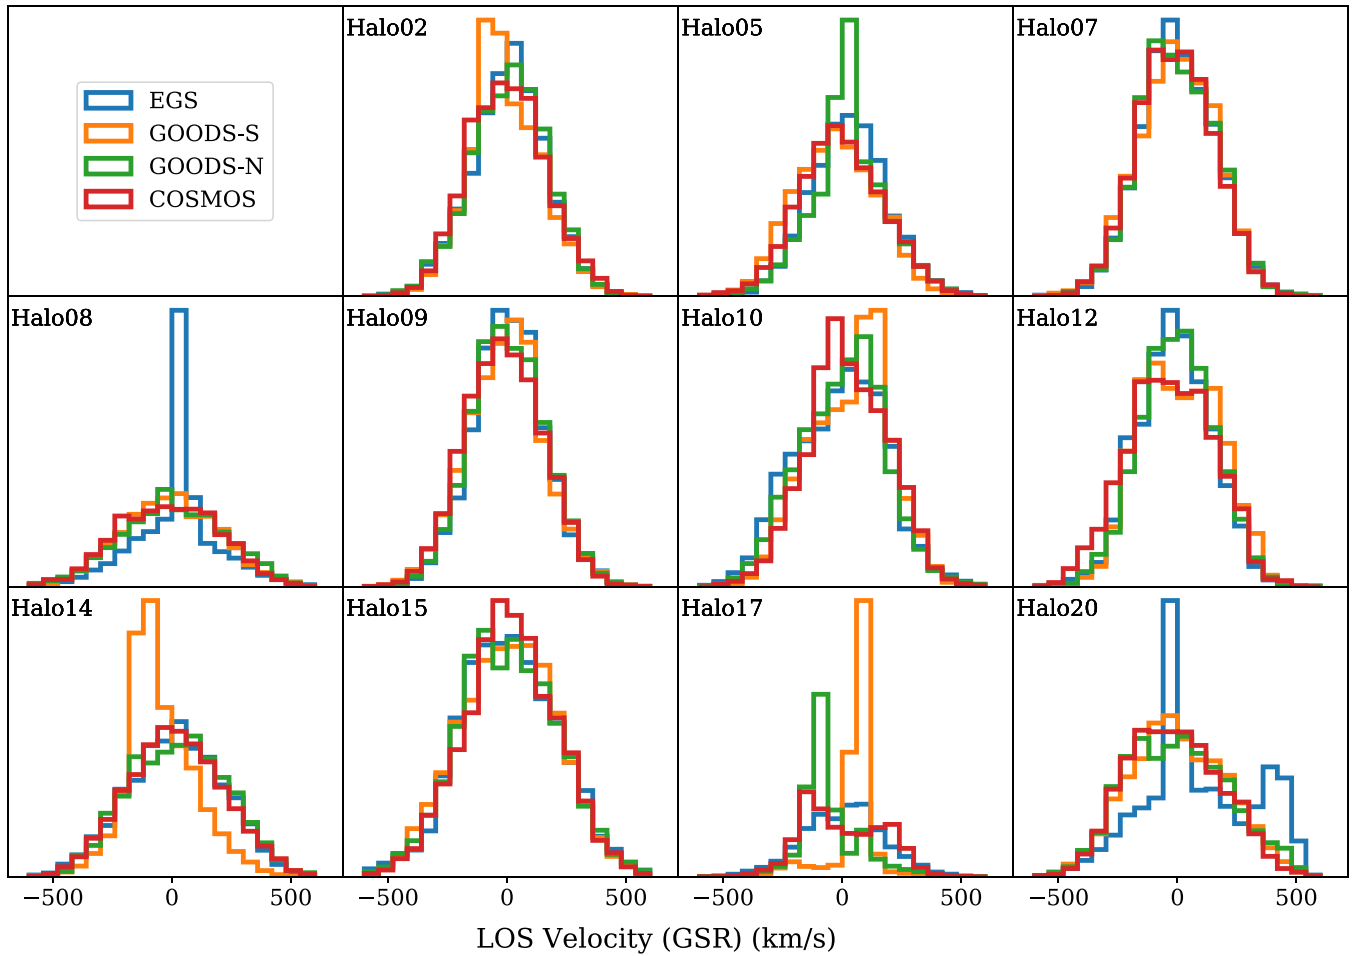 Halo02
Halo05
Halo07
EGS
GOODS-S
GOODS-N
COSMOS
Halo08
Halo09
Halo10
Halo12
Halo14
Halo15
Halo17
Halo20
−500 0 500 −500 0 500 −500 0 500 −500 0 500
LOS Velocity (GSR) (km/s)